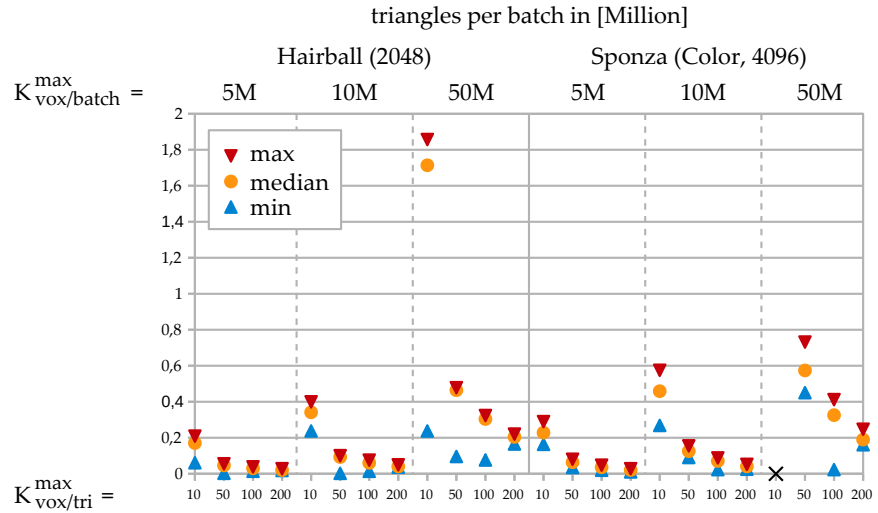 triangles per batch in [Million]
Hairball (2048) Sponza (Color, 4096)
K max vox/batch = 5M 10M 50M 5M 10M 50M
2
1,8
1,6
1,4
1,2
1
0,8
0,6
0,4
0,2
0
max
median
min
K max vox/tri = 10 50 100 200 10 50 100 200 10 50 100 200 10 50 100 200 10 50 100 200 10 50 100 200